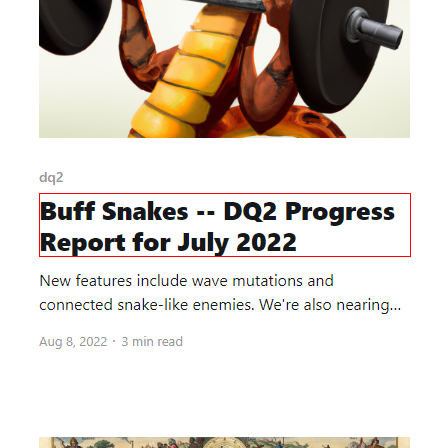 dq2
Buff Snakes -- DQ2 Progress
Report for July 2022
New features include wave mutations and
connected snake-like enemies. We're also nearing...
Aug 8, 2022 · 3 min read